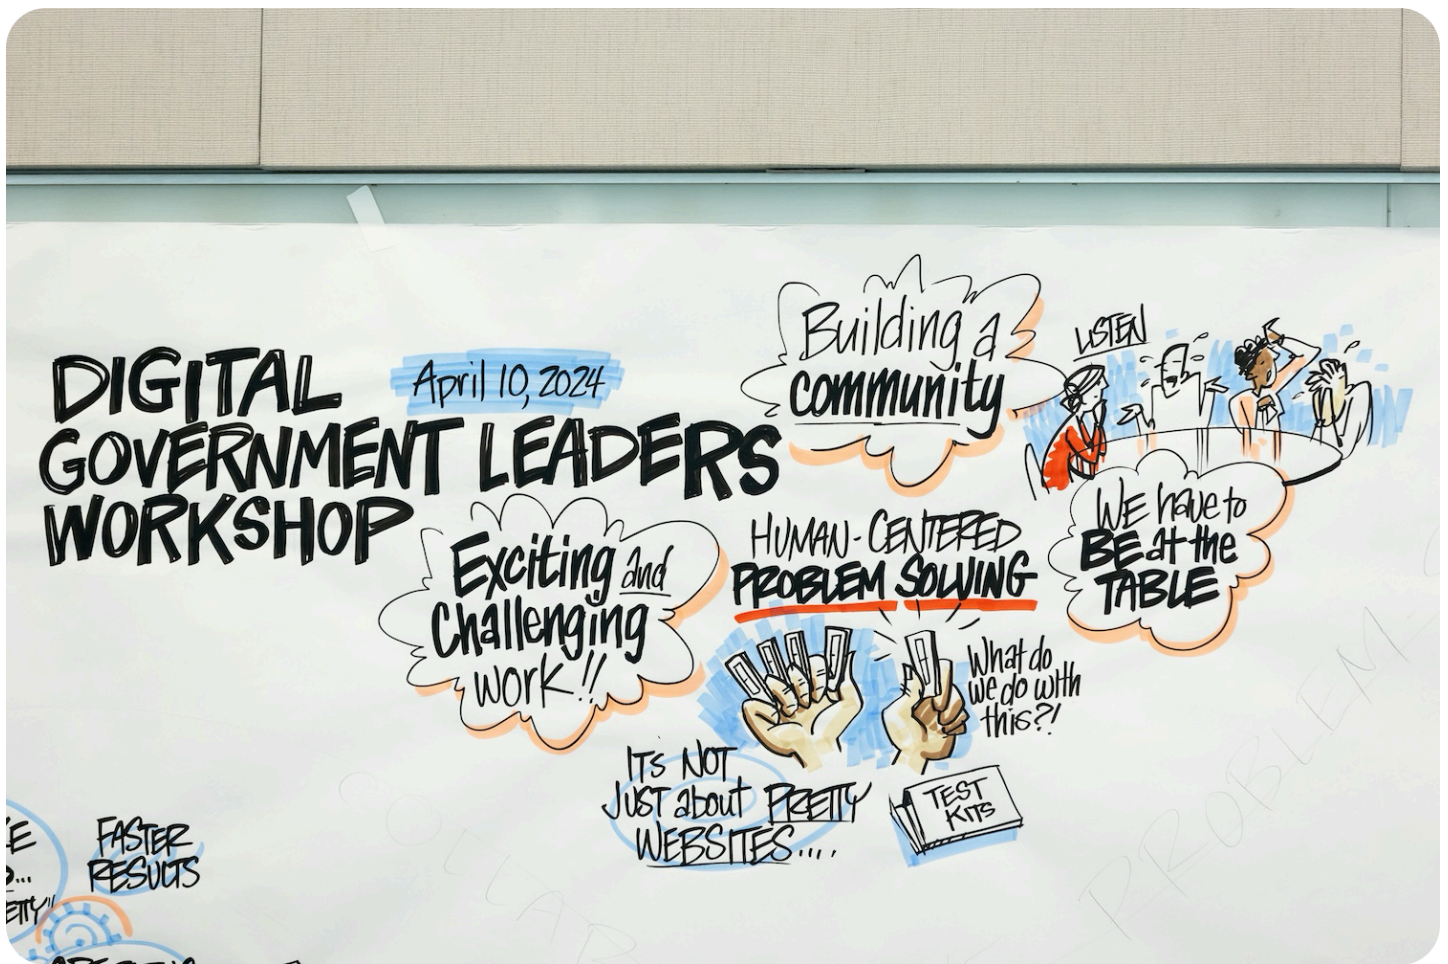 DIGITAL
GOVERNMENT LEADERS
WORKSHOP
April 10, 2024
Building a
community
LISTEN
WE have to
BE at the
TABLE
Exciting and
Challenging
work!!
HUMAN-CENTERED
PROBLEM SOLVING
What do
we do with
this?!
IT'S NOT
JUST about PRETTY
WEBSITES....
TEST
KITS
FASTER
RESULTS
PROBLEM